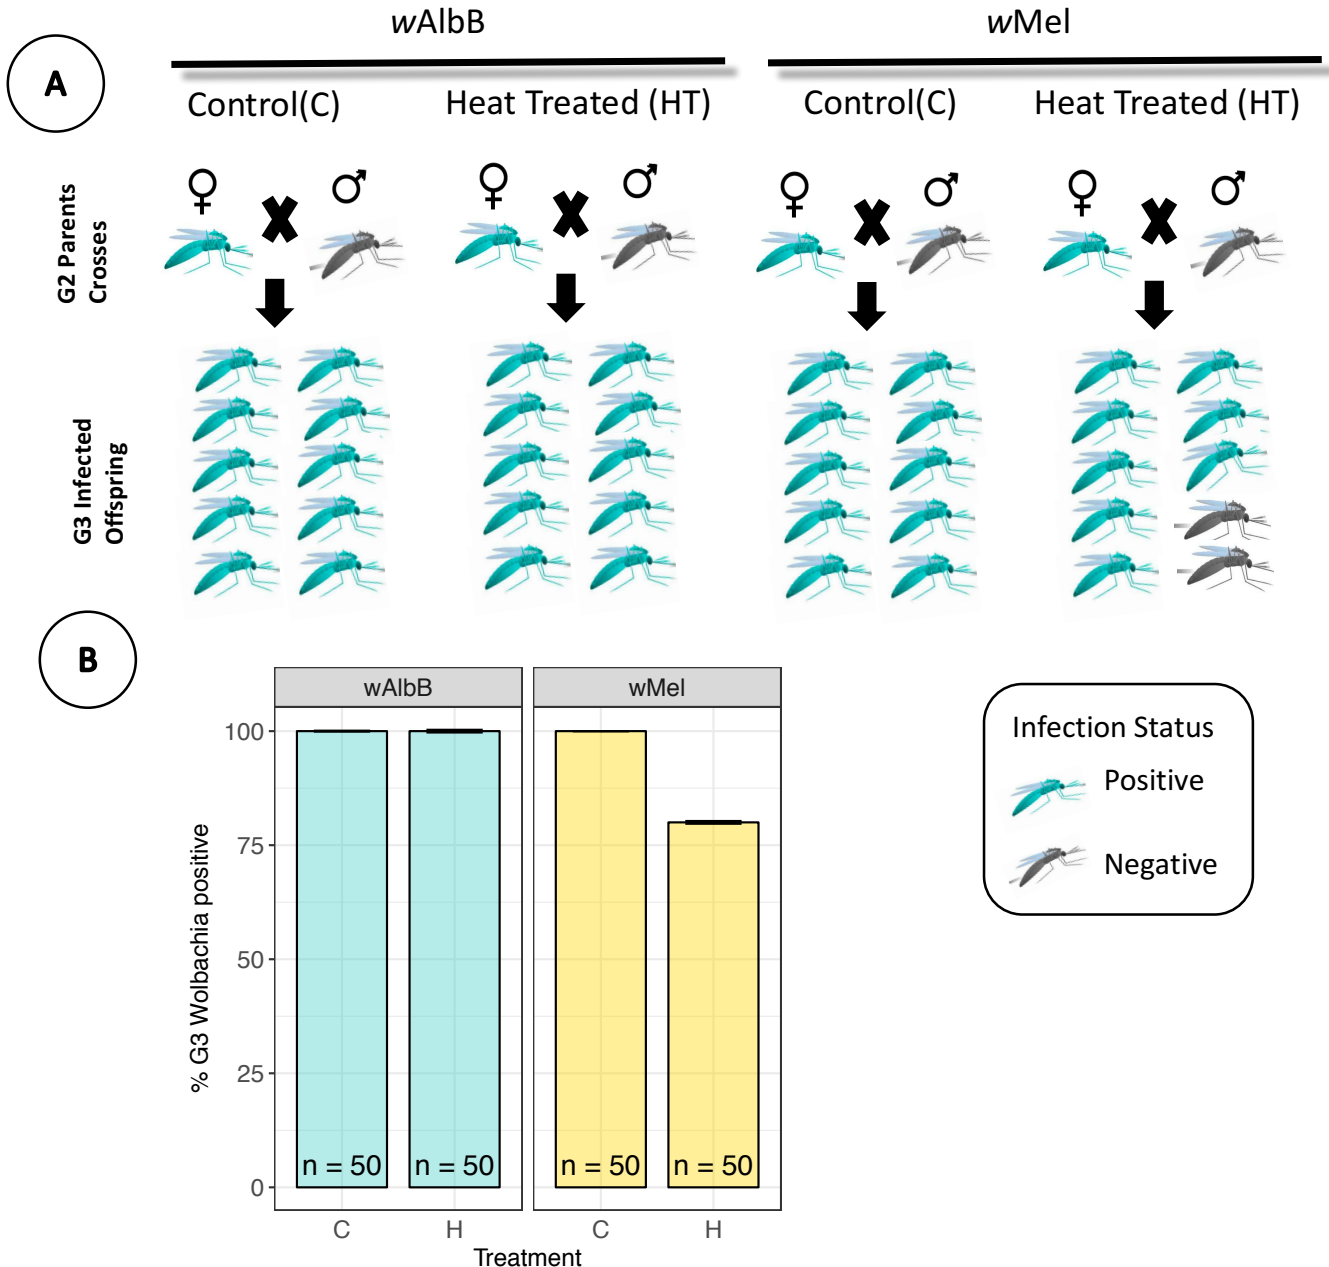 A
wAlbB
wMel
Control(C)
Heat Treated (HT)
Control(C)
Heat Treated (HT)
♀
♂
♀
♂
♀
♂
♀
♂
G2 Parents
Crosses
G3 Infected
Offspring
B
wAlbB
wMel
% G3 Wolbachia positive
100
75
50
25
0
n = 50
n = 50
n = 50
n = 50
C
H
C
H
Treatment
Infection Status
Positive
Negative